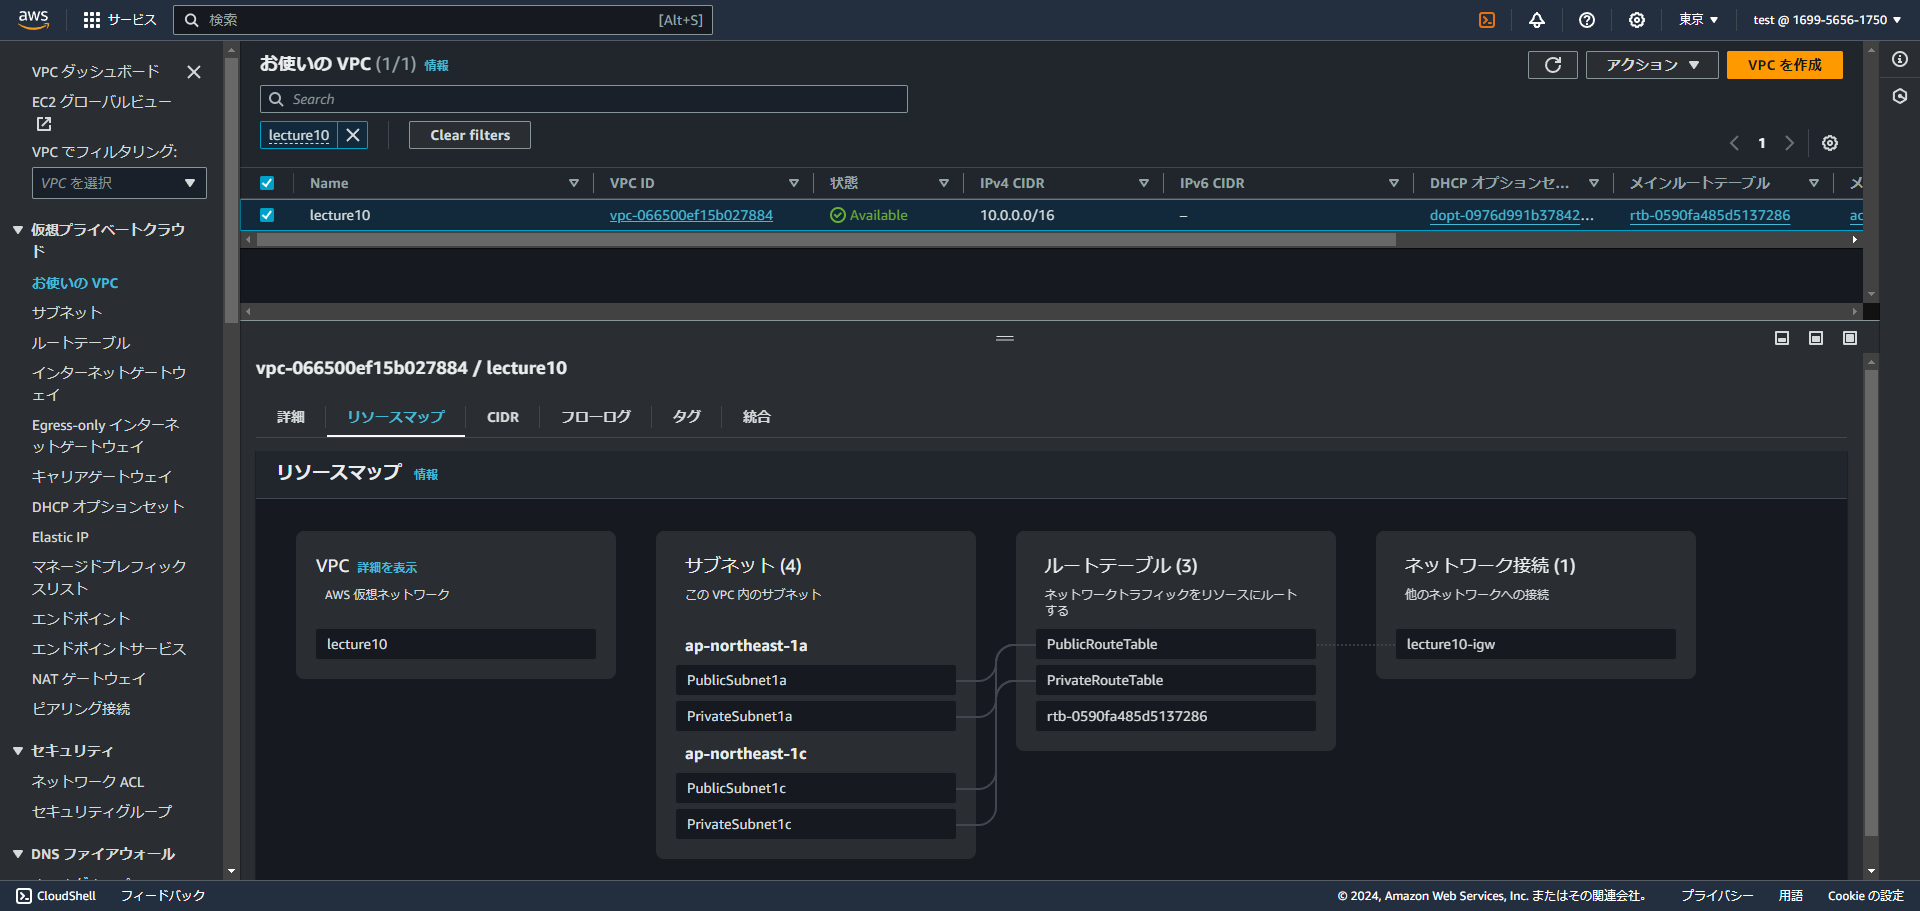 aws
サービス
検索
[Alt+S]
東京 ▼
test @ 1699-5656-1750 ▼
VPC ダッシュボード
EC2 グローバルビュー
VPC でフィルタリング:
VPC を選択
仮想プライベートクラウ
ド
お使いの VPC
サブネット
ルートテーブル
インターネットゲートウ
ェイ
Egress-only インターネ
ットゲートウェイ
キャリアゲートウェイ
DHCP オプションセット
Elastic IP
マネージドプレフィック
スリスト
エンドポイント
エンドポイントサービス
NAT ゲートウェイ
ピアリング接続
セキュリティ
ネットワーク ACL
セキュリティグループ
DNS ファイアウォール
お使いの VPC (1/1) 情報
アクション ▼
VPC を作成
Search
lecture10
Clear filters
1
Name
VPC ID
状態
IPv4 CIDR
IPv6 CIDR
DHCP オプションセ...
メインルートテーブル
メ
lecture10
vpc-066500ef15b027884
Available
10.0.0.0/16
–
dopt-0976d991b37842...
rtb-0590fa485d5137286
ac
vpc-066500ef15b027884 / lecture10
詳細
リソースマップ
CIDR
フローログ
タグ
統合
リソースマップ 情報
VPC 詳細を表示
AWS 仮想ネットワーク
lecture10
サブネット (4)
この VPC 内のサブネット
ap-northeast-1a
PublicSubnet1a
PrivateSubnet1a
ap-northeast-1c
PublicSubnet1c
PrivateSubnet1c
ルートテーブル (3)
ネットワークトラフィックをリソースにルート
する
PublicRouteTable
PrivateRouteTable
rtb-0590fa485d5137286
ネットワーク接続 (1)
他のネットワークへの接続
lecture10-igw
CloudShell
フィードバック
© 2024, Amazon Web Services, Inc. またはその関連会社。
プライバシー
用語
Cookie の設定